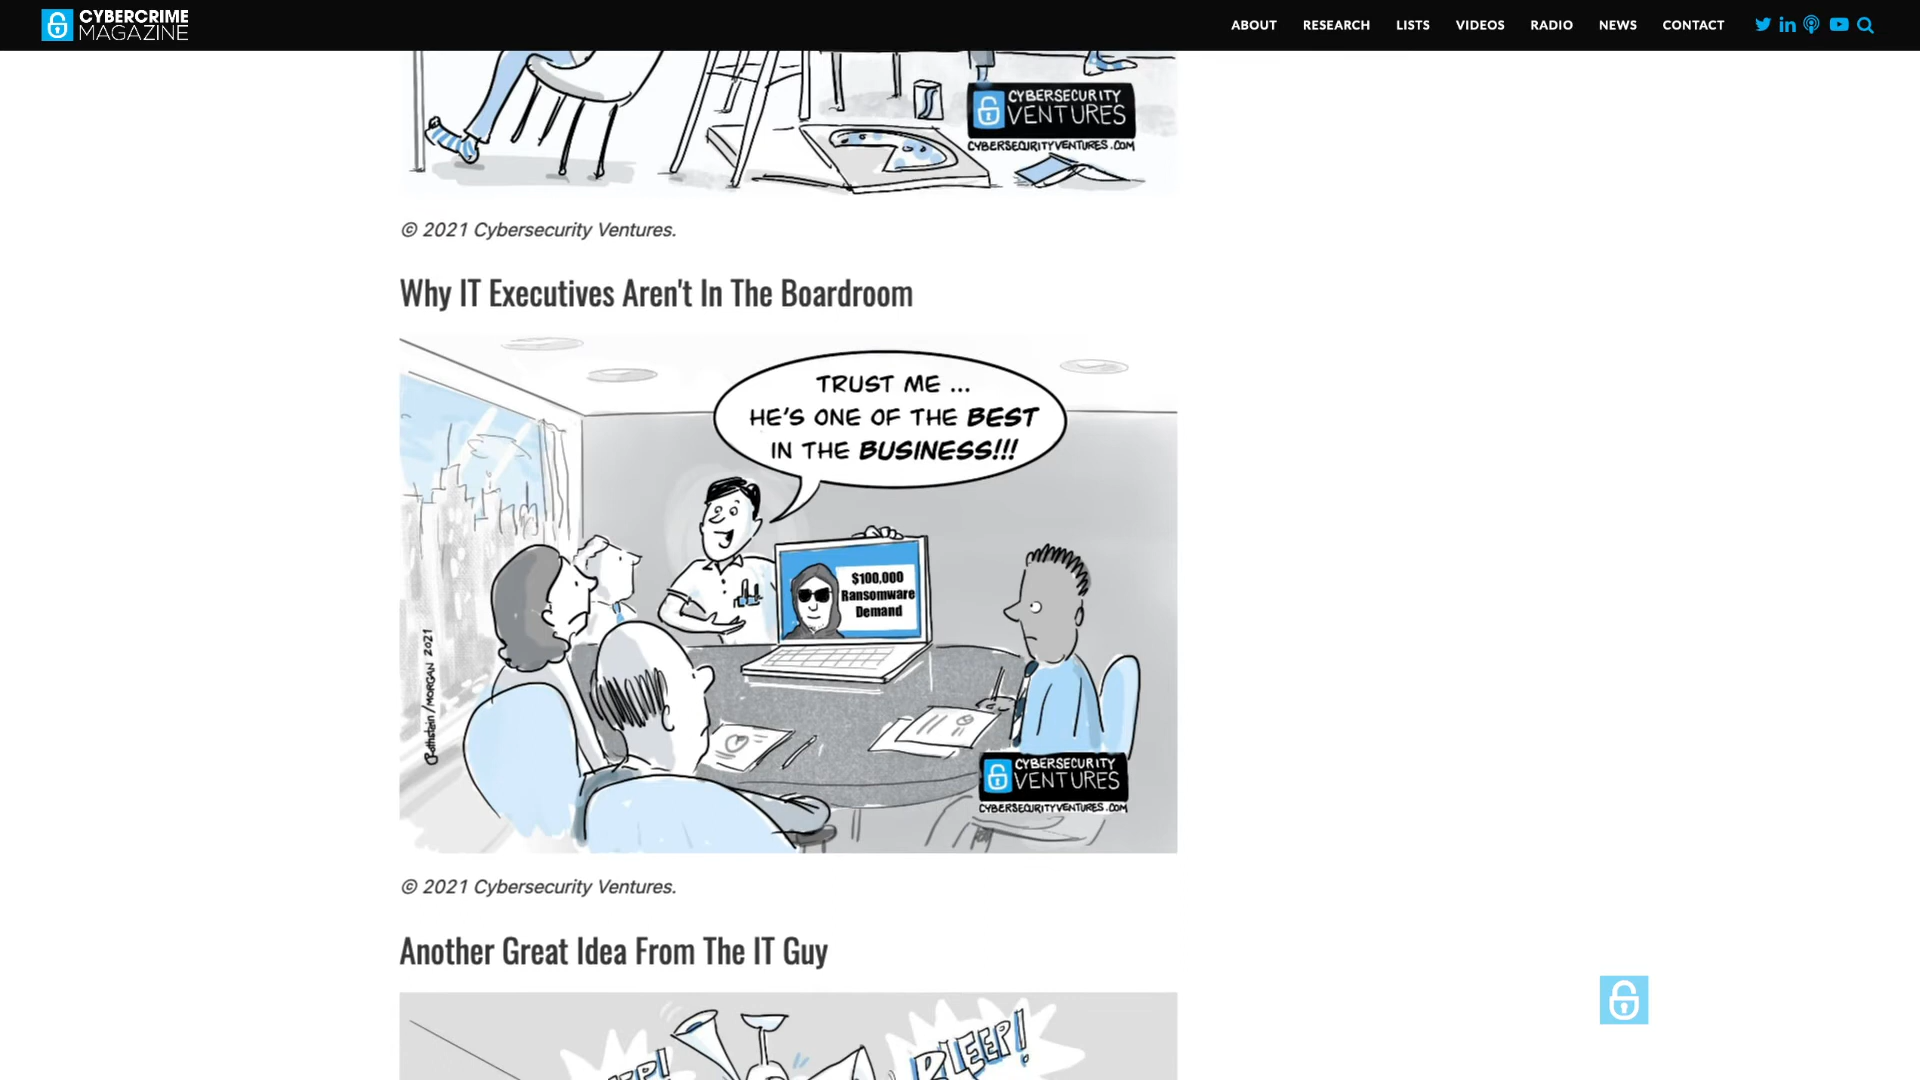 CYBERCRIME
MAGAZINE
ABOUT RESEARCH LISTS VIDEOS RADIO NEWS CONTACT
CYBERSECURITY
VENTURES
CYBERSECURITYVENTURES.COM
© 2021 Cybersecurity Ventures.
Why IT Executives Aren't In The Boardroom
TRUST ME ...
HE'S ONE OF THE BEST
IN THE BUSINESS!!!
$100,000
Ransomware
Demand
Rothstein/MORGAN 2021
CYBERSECURITY
VENTURES
CYBERSECURITYVENTURES.COM
© 2021 Cybersecurity Ventures.
Another Great Idea From The IT Guy
BLEEP!